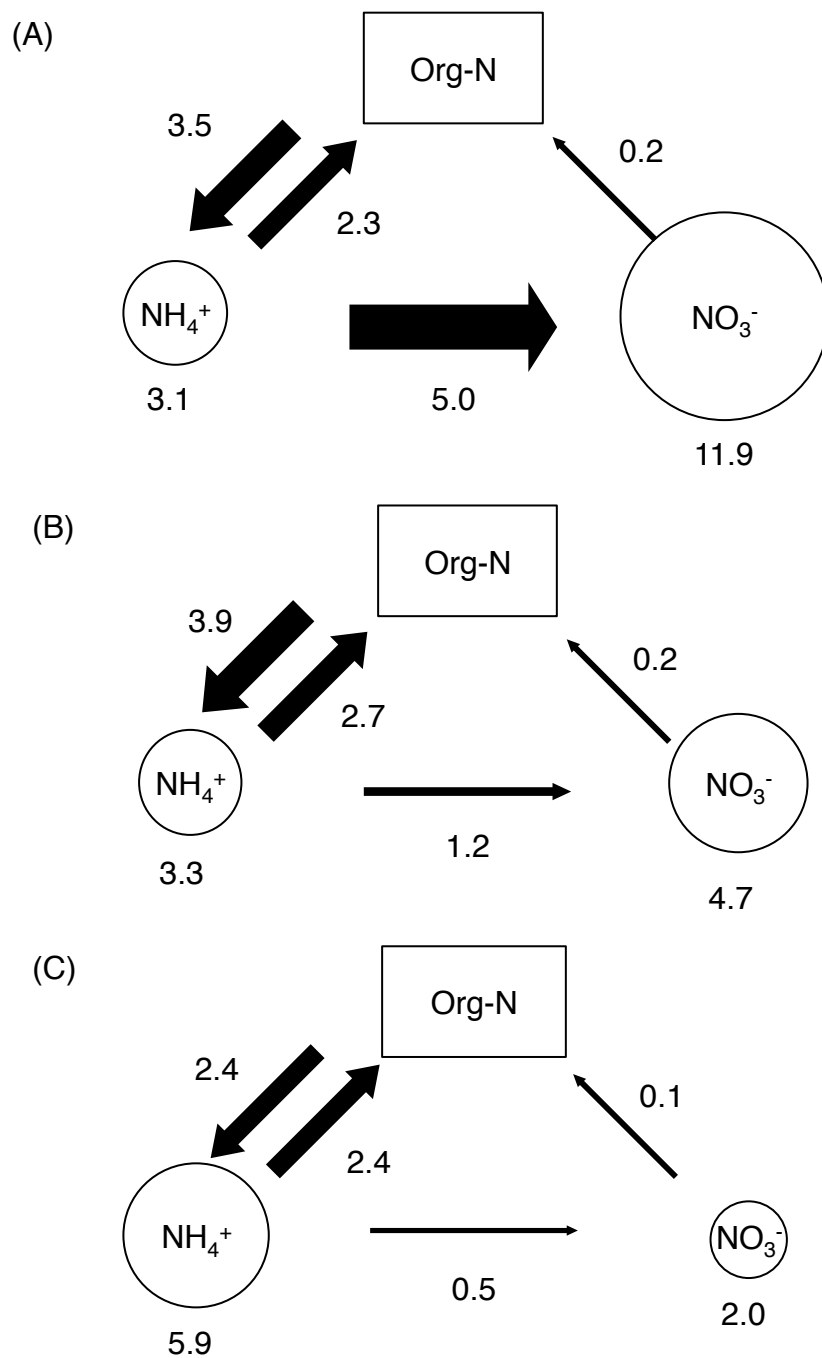 (A)
Org-N
3.5
0.2
2.3
NH₄⁺
NO₃⁻
3.1
5.0
11.9
(B)
Org-N
3.9
0.2
2.7
NH₄⁺
NO₃⁻
1.2
3.3
4.7
(C)
Org-N
2.4
0.1
2.4
NH₄⁺
NO₃⁻
0.5
2.0
5.9